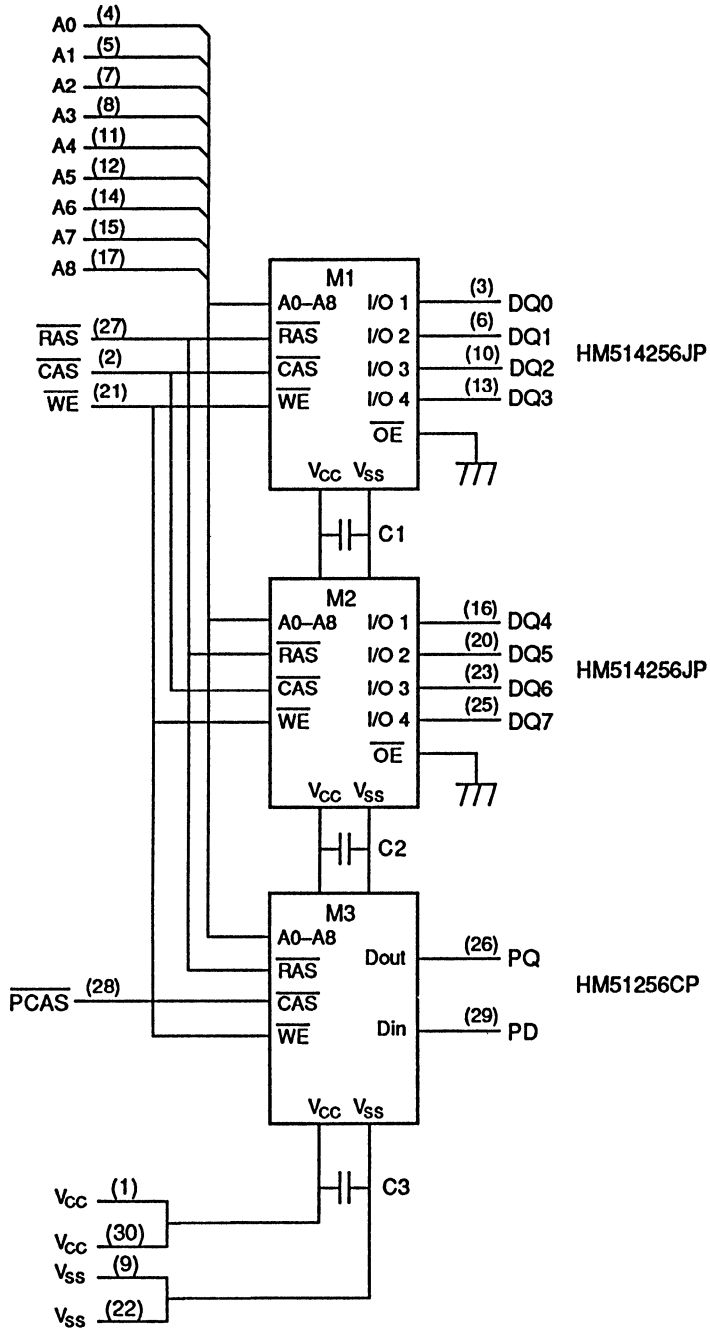 A0 (4)
A1 (5)
A2 (7)
A3 (8)
A4 (11)
A5 (12)
A6 (14)
A7 (15)
A8 (17)
RAS (27)
CAS (2)
WE (21)
M1
A0–A8 I/O 1 (3) DQ0
RAS I/O 2 (6) DQ1
CAS I/O 3 (10) DQ2
WE I/O 4 (13) DQ3
OE
VCC VSS
HM514256JP
C1
M2
A0–A8 I/O 1 (16) DQ4
RAS I/O 2 (20) DQ5
CAS I/O 3 (23) DQ6
WE I/O 4 (25) DQ7
OE
VCC VSS
HM514256JP
C2
M3
A0–A8
RAS
Dout (26) PQ
PCAS (28)
CAS
WE
Din (29) PD
VCC VSS
HM51256CP
C3
VCC (1)
VCC (30)
VSS (9)
VSS (22)